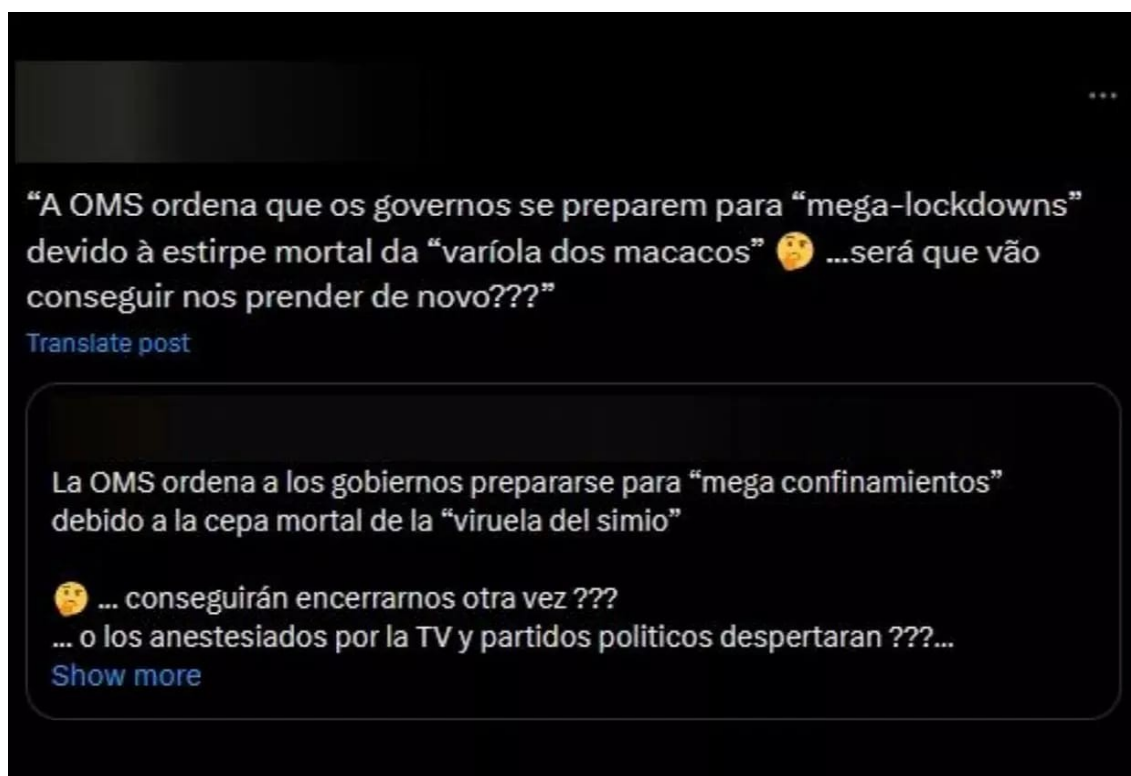 “A OMS ordena que os governos se preparem para “mega-lockdowns”
devido à estirpe mortal da “varíola dos macacos” 🤔 ...será que vão
conseguir nos prender de novo???”
Translate post
La OMS ordena a los gobiernos prepararse para “mega confinamientos”
debido a la cepa mortal de la “viruela del simio”
🤔 ... conseguirán encerrarnos otra vez ???
... o los anestesiados por la TV y partidos politicos despertaran ???...
Show more